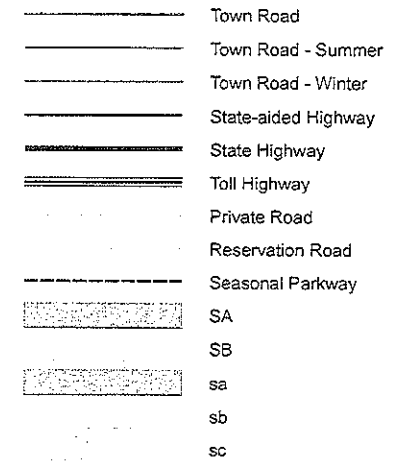 Town Road
Town Road - Summer
Town Road - Winter
State-aided Highway
State Highway
Toll Highway
Private Road
Reservation Road
Seasonal Parkway
SA
SB
sa
sb
sc